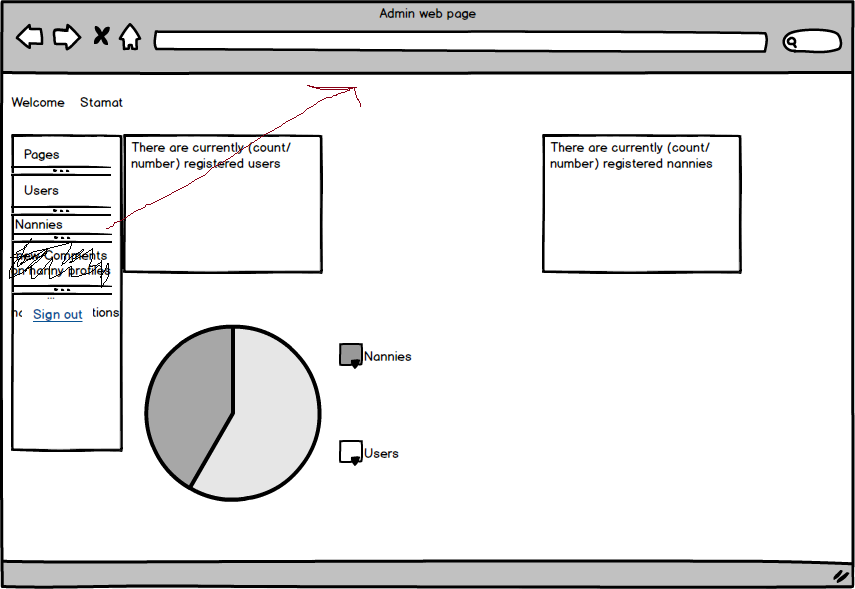 Admin web page
Welcome Stamat
Pages
Users
Nannies
new Comments
on nanny profiles
Sign out
There are currently (count/
number) registered users
There are currently (count/
number) registered nannies
Nannies
Users